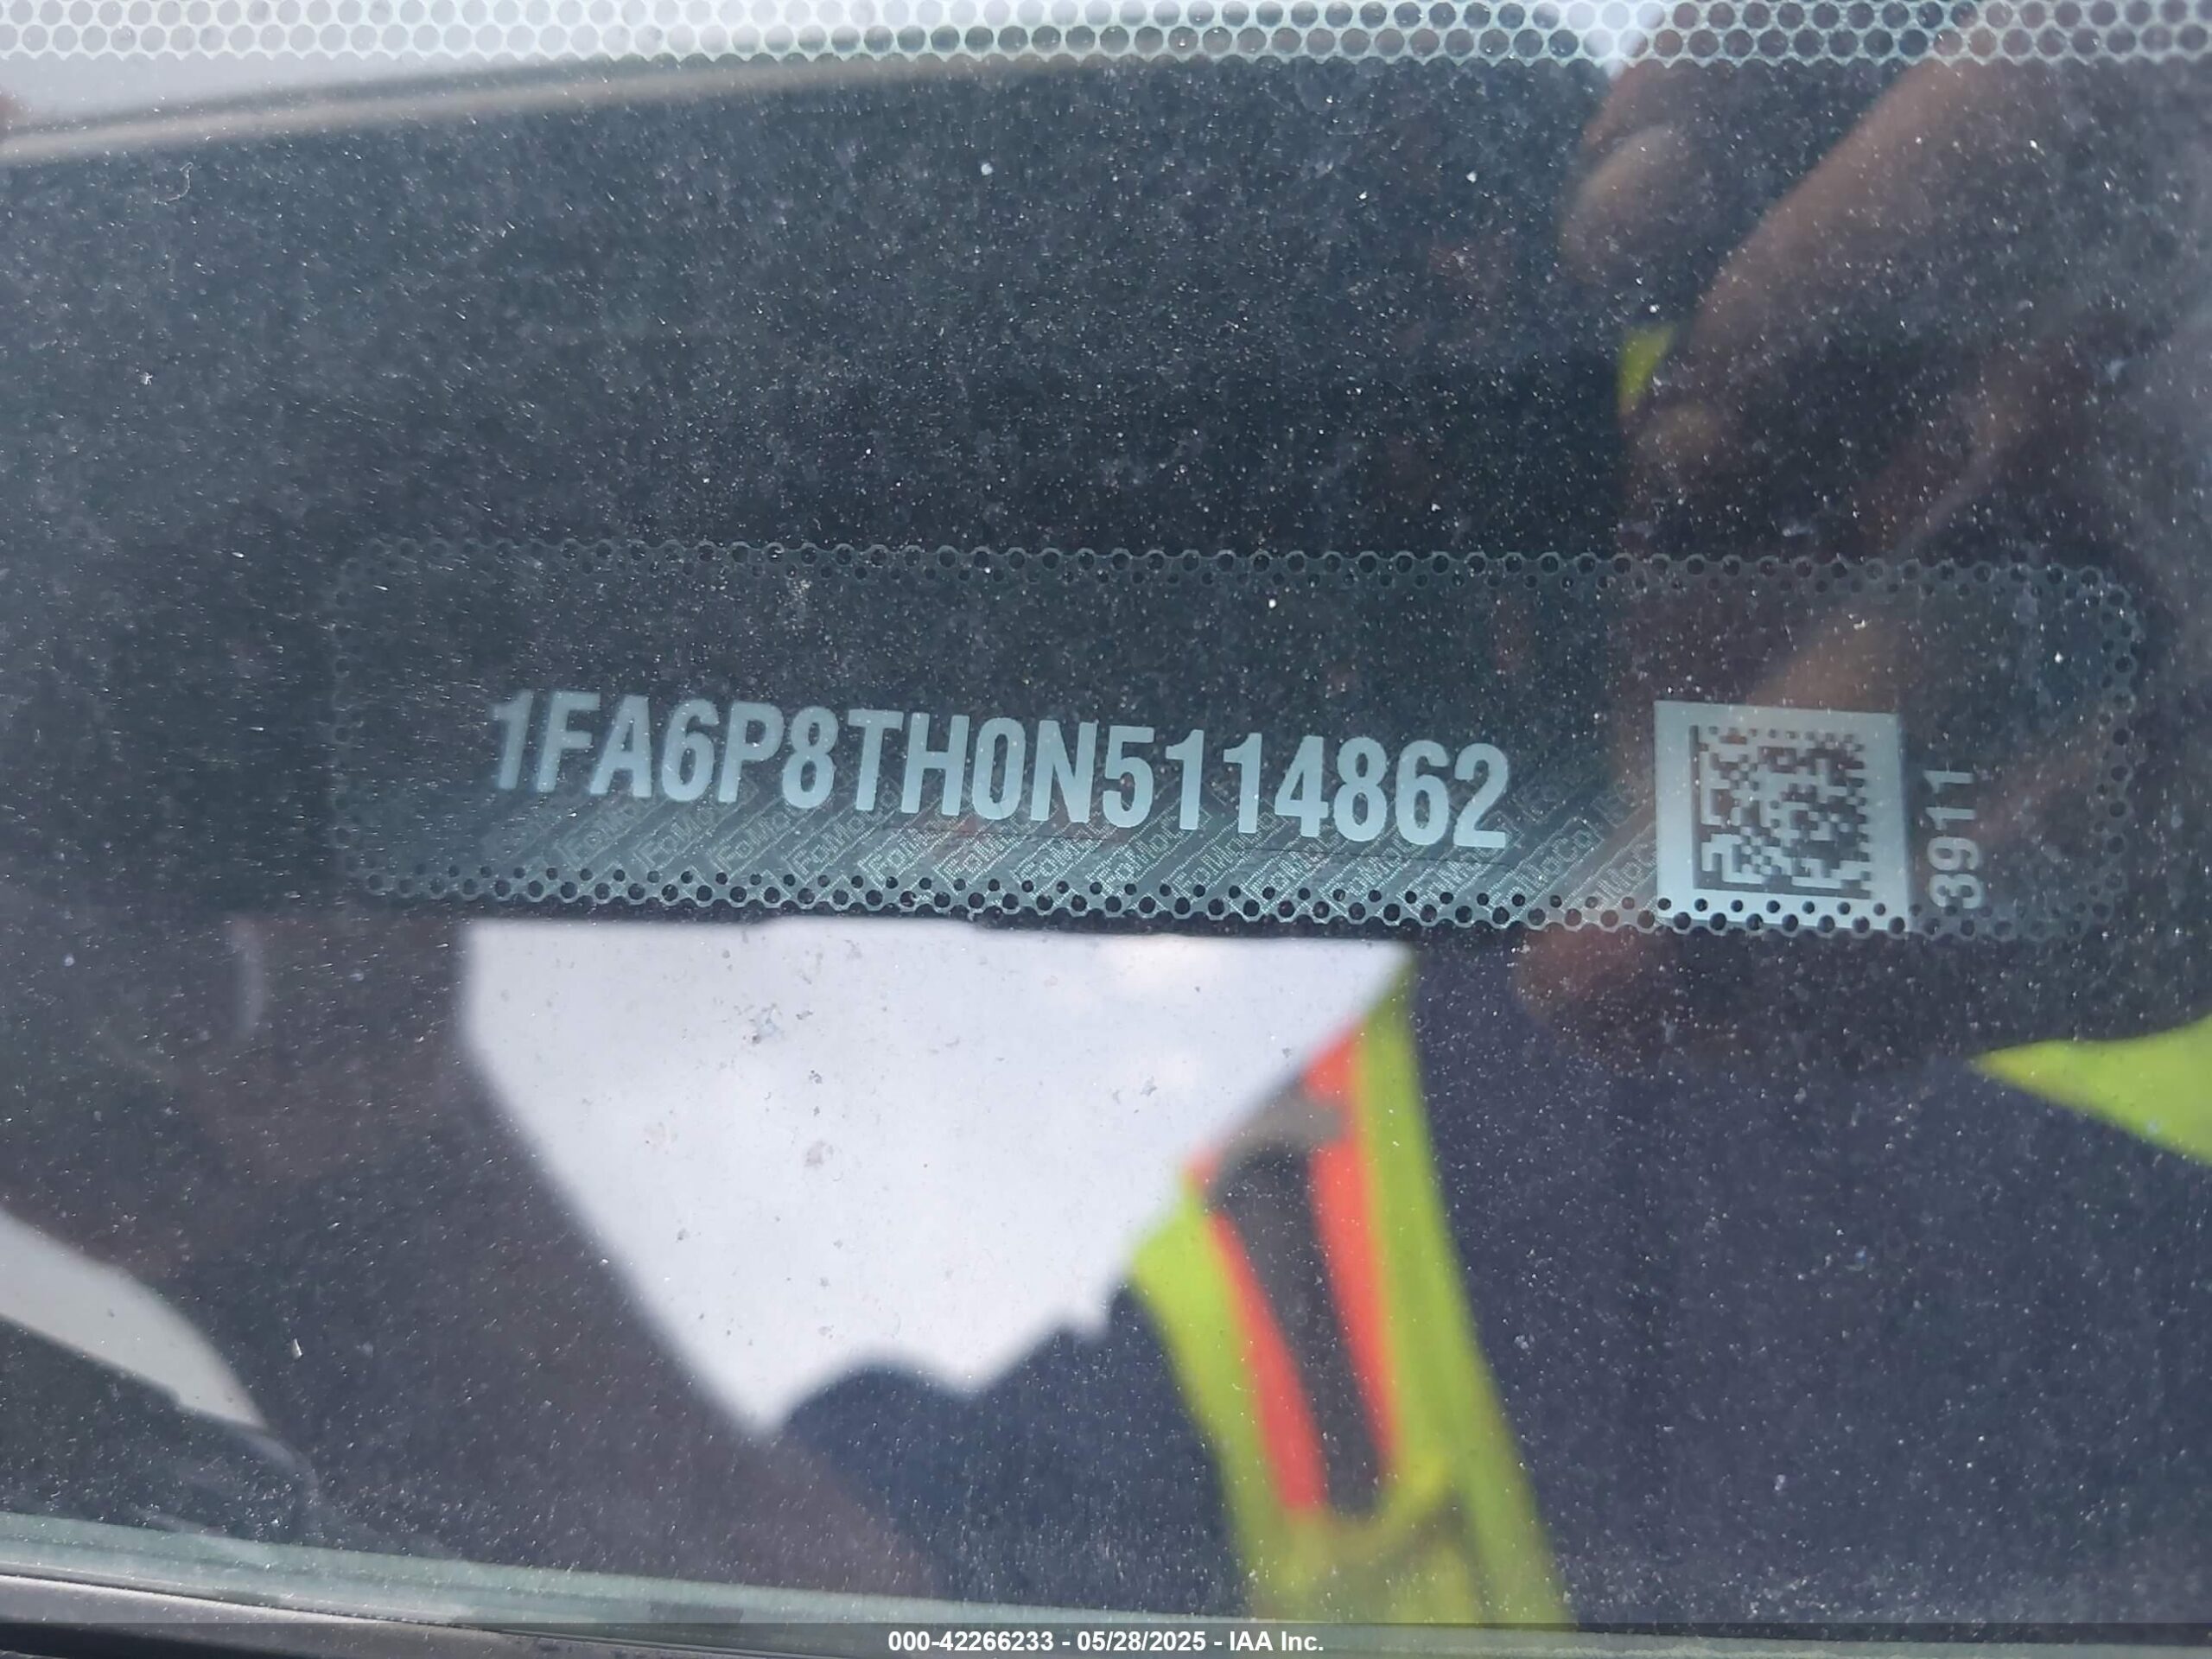 1FA6P8TH0N5114862
3911
000-42266233 - 05/28/2025 - IAA Inc.